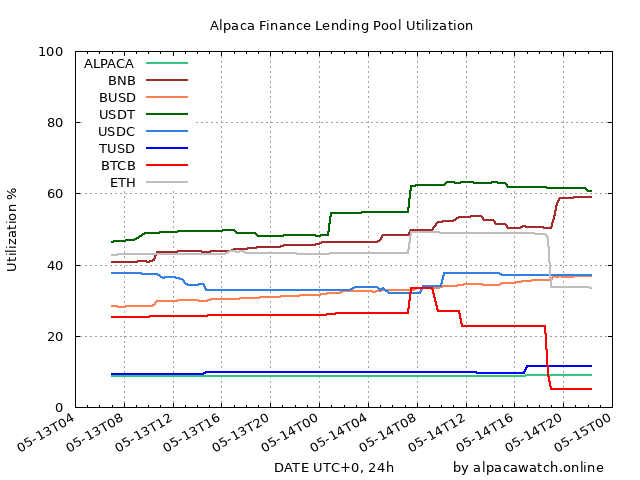 Alpaca Finance Lending Pool Utilization
100
80
60
40
20
0
Utilization %
ALPACA
BNB
BUSD
USDT
USDC
TUSD
BTCB
ETH
05-13T04
05-13T08
05-13T12
05-13T16
05-13T20
05-14T00
05-14T04
05-14T08
05-14T12
05-14T16
05-14T20
05-15T00
DATE UTC+0, 24h
by alpacawatch.online